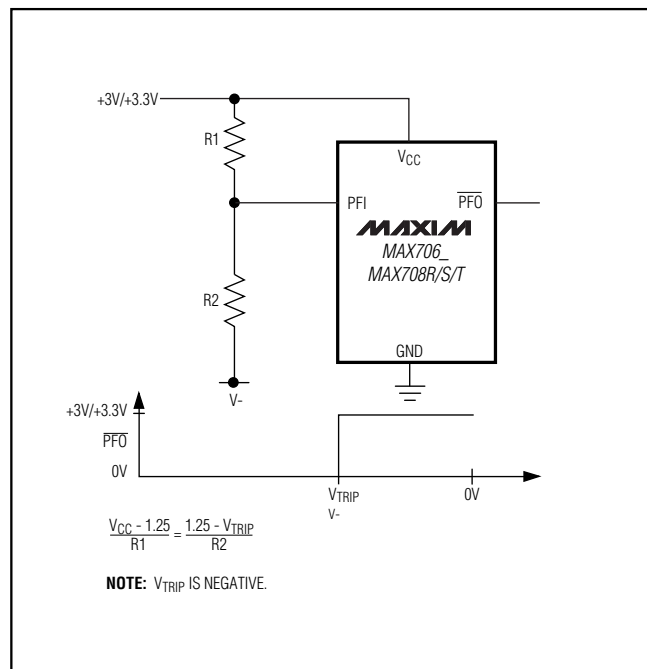 +3V/+3.3V
R1
VCC
PFI
PFO
MAXIM
MAX706_
MAX708R/S/T
R2
GND
V-
+3V/+3.3V
PFO
0V
VTRIP
V-
0V
VCC - 1.25
R1
=
1.25 - VTRIP
R2
NOTE: VTRIP IS NEGATIVE.